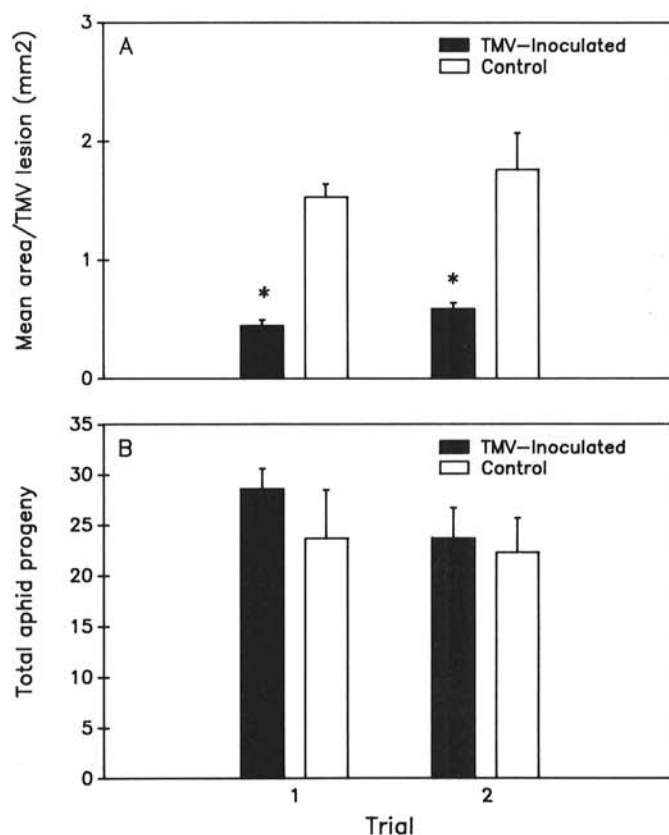 A
TMV-Inoculated
Control
Mean area/TMV lesion (mm2)
3
2
1
0
*
*
B
TMV-Inoculated
Control
Total aphid progeny
35
30
25
20
15
10
5
0
1
2
Trial